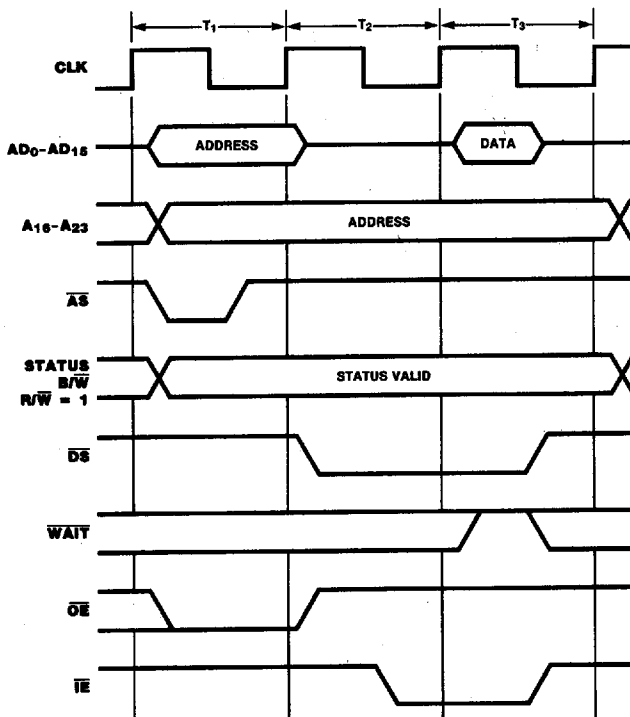 T1 T2 T3
CLK
AD0-AD15 ADDRESS DATA
A16-A23 ADDRESS
AS
STATUS
B/W STATUS VALID
R/W = 1
DS
WAIT
OE
IE